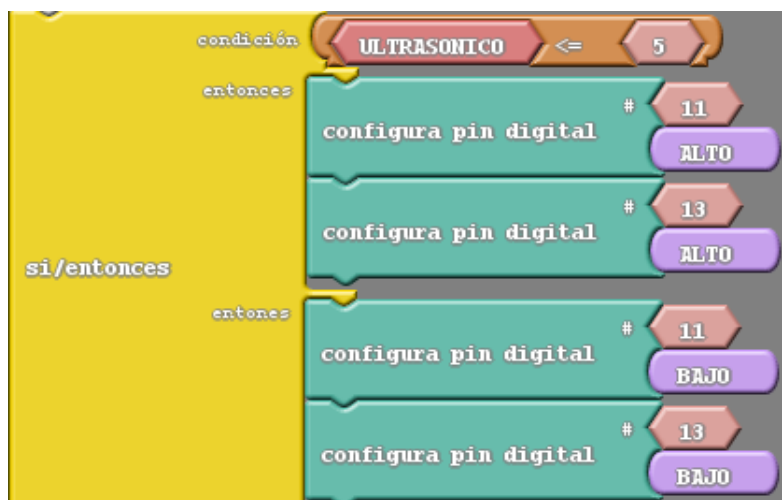 condición ULTRASONICO <= 5
entonces
configura pin digital # 11
ALTO
configura pin digital # 13
ALTO
si/entonces
entones
configura pin digital # 11
BAJO
configura pin digital # 13
BAJO